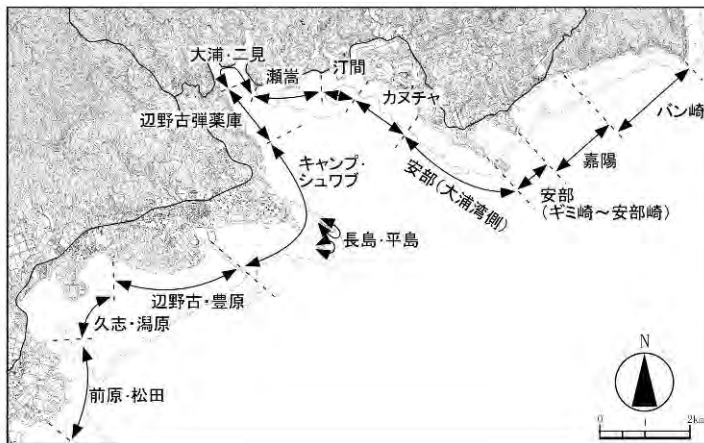 大浦・二見
瀬嵩
汀間
カヌチャ
バン崎
辺野古弾薬庫
嘉陽
キャンプ・
シュワブ
安部(大浦湾側)
安部
(ギミ崎~安部崎)
長島・平島
辺野古・豊原
久志・潟原
前原・松田
N
0 2km